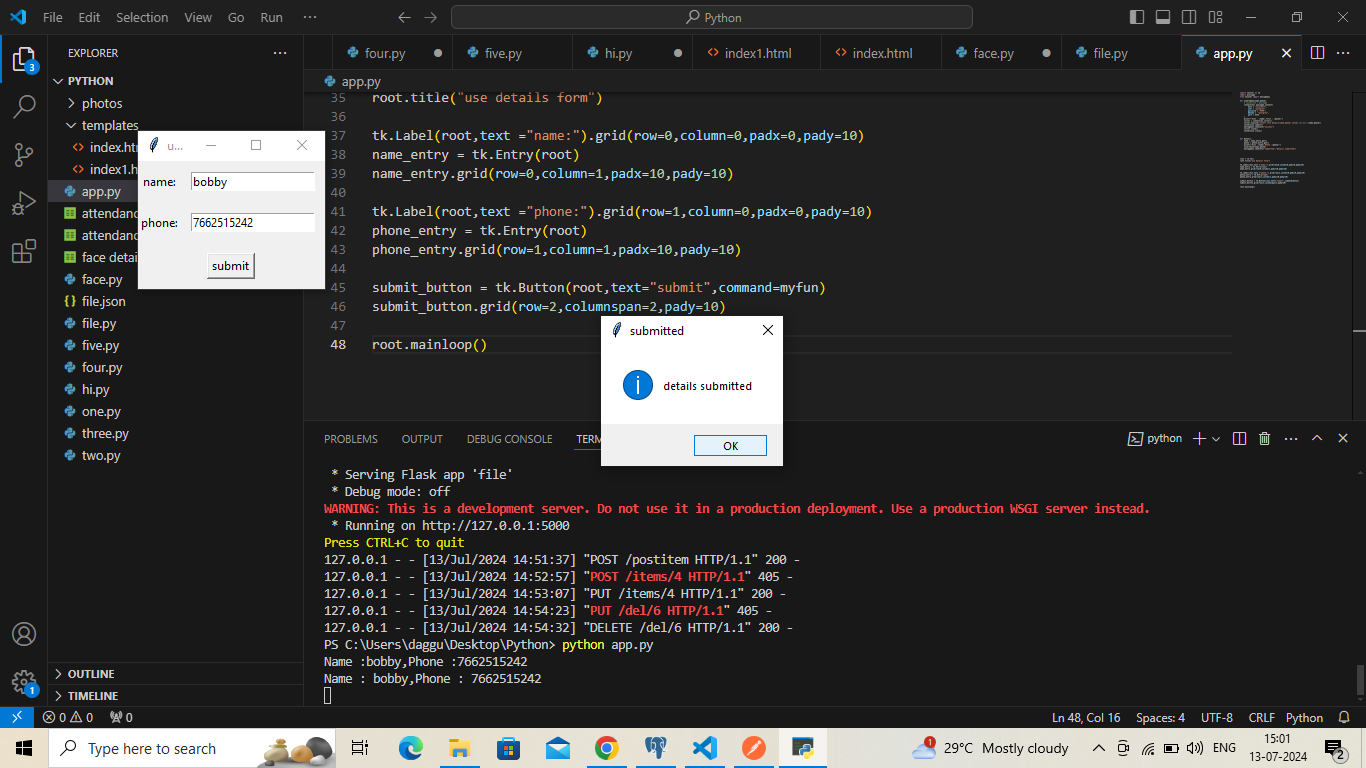 File Edit Selection View Go Run ··· Python
EXPLORER ···
four.py five.py hi.py index1.html index.html face.py file.py app.py ···
PYTHON
photos
templates
index.htm
index1.h
app.py
attendanc
attendanc
face detai
face.py
file.json
file.py
five.py
four.py
hi.py
one.py
three.py
two.py
OUTLINE
TIMELINE
3
1
u...
name: bobby
phone: 7662515242
submit
app.py
35 root.title("use details form")
36
37 tk.Label(root,text ="name:").grid(row=0,column=0,padx=0,pady=10)
38 name_entry = tk.Entry(root)
39 name_entry.grid(row=0,column=1,padx=10,pady=10)
40
41 tk.Label(root,text ="phone:").grid(row=1,column=0,padx=0,pady=10)
42 phone_entry = tk.Entry(root)
43 phone_entry.grid(row=1,column=1,padx=10,pady=10)
44
45 submit_button = tk.Button(root,text="submit",command=myfun)
46 submit_button.grid(row=2,columnspan=2,pady=10)
47
48 root.mainloop()
submitted
details submitted
OK
PROBLEMS OUTPUT DEBUG CONSOLE TERM python ···
* Serving Flask app 'file'
* Debug mode: off
WARNING: This is a development server. Do not use it in a production deployment. Use a production WSGI server instead.
* Running on http://127.0.0.1:5000
Press CTRL+C to quit
127.0.0.1 - - [13/Jul/2024 14:51:37] "POST /postitem HTTP/1.1" 200 -
127.0.0.1 - - [13/Jul/2024 14:52:57] "POST /items/4 HTTP/1.1" 405 -
127.0.0.1 - - [13/Jul/2024 14:53:07] "PUT /items/4 HTTP/1.1" 200 -
127.0.0.1 - - [13/Jul/2024 14:54:23] "PUT /del/6 HTTP/1.1" 405 -
127.0.0.1 - - [13/Jul/2024 14:54:32] "DELETE /del/6 HTTP/1.1" 200 -
PS C:\Users\daggu\Desktop\Python> python app.py
Name :bobby,Phone :7662515242
Name : bobby,Phone : 7662515242
0 0 0 Ln 48, Col 16 Spaces: 4 UTF-8 CRLF Python
Type here to search 1 29°C Mostly cloudy ENG 15:01
13-07-2024 2